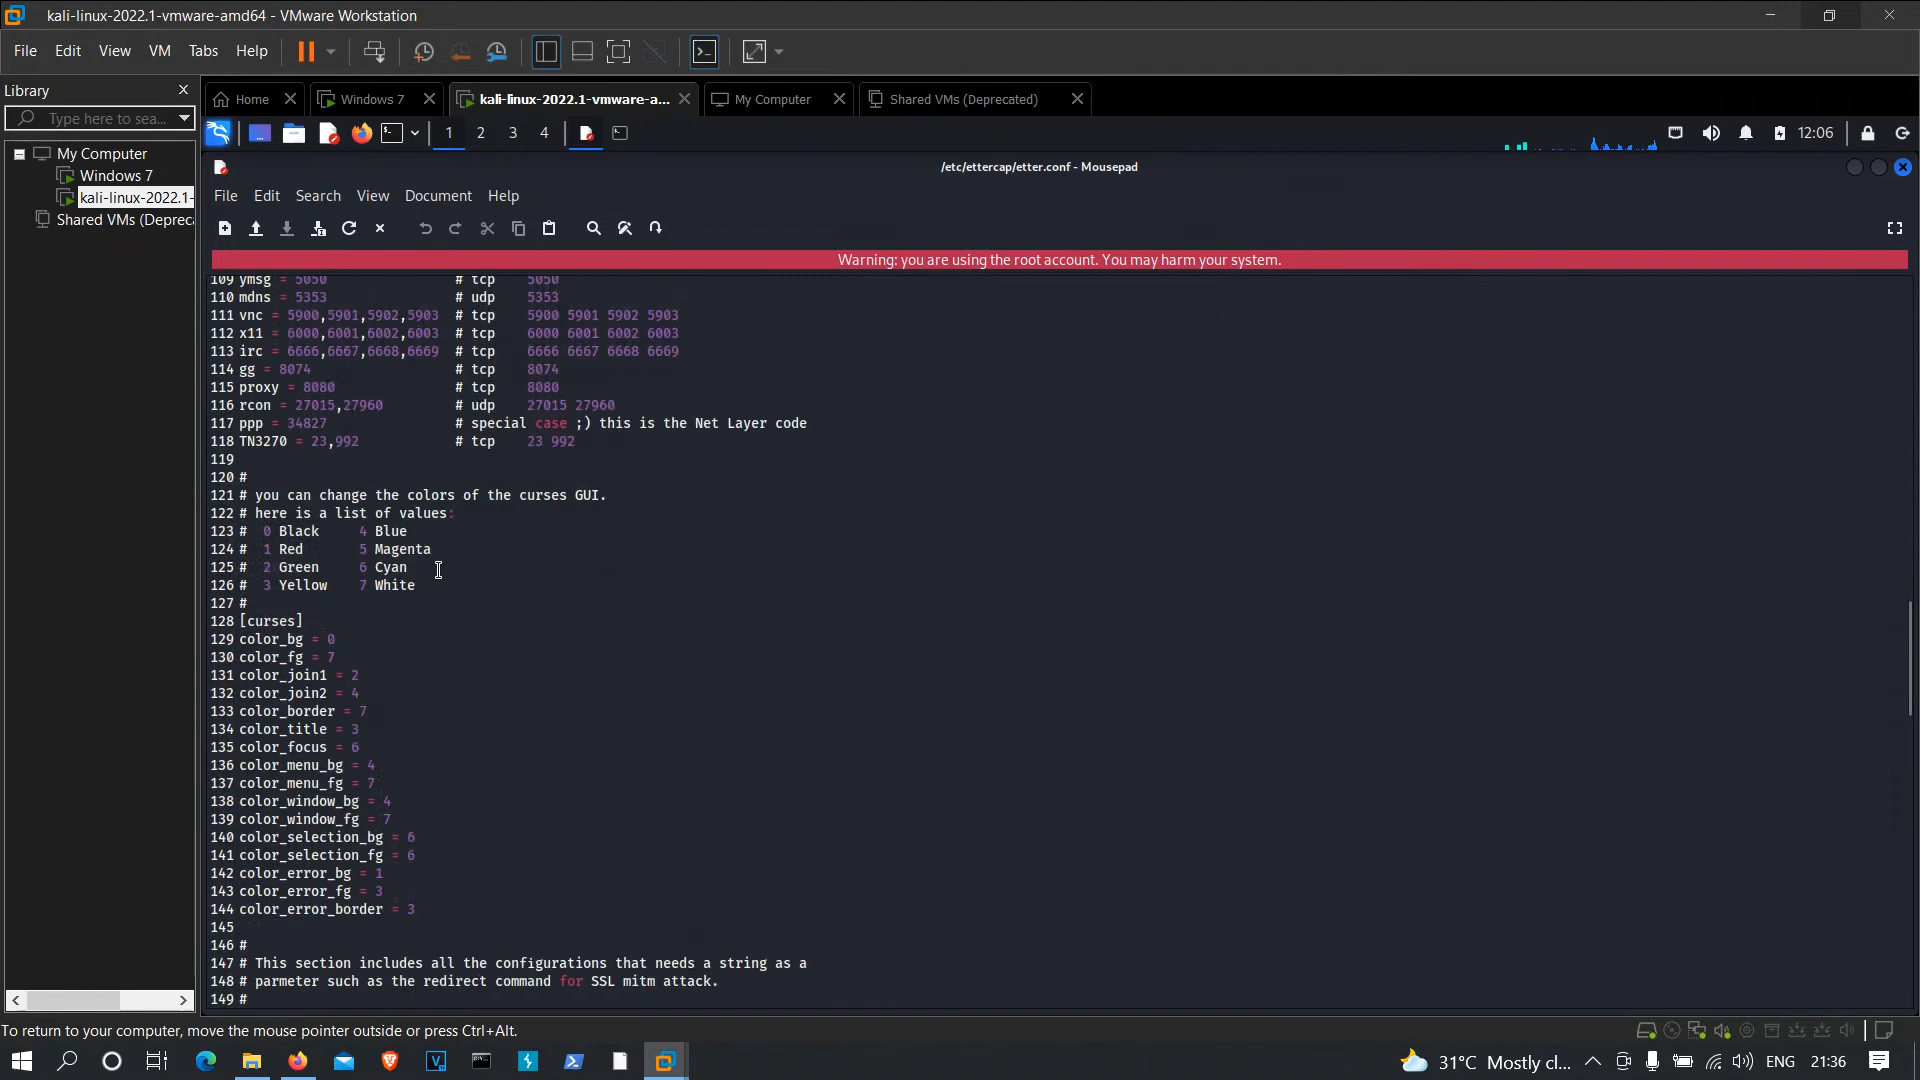 kali-linux-2022.1-vmware-amd64 - VMware Workstation
File Edit View VM Tabs Help
Library
Type here to sea...
My Computer
Windows 7
kali-linux-2022.1-
Shared VMs (Depreca
Home
Windows 7
kali-linux-2022.1-vmware-a...
My Computer
Shared VMs (Deprecated)
1 2 3 4
12:06
/etc/ettercap/etter.conf - Mousepad
File Edit Search View Document Help
Warning: you are using the root account. You may harm your system.
109 ymsg = 5050 # tcp 5050
110 mdns = 5353 # udp 5353
111 vnc = 5900,5901,5902,5903 # tcp 5900 5901 5902 5903
112 x11 = 6000,6001,6002,6003 # tcp 6000 6001 6002 6003
113 irc = 6666,6667,6668,6669 # tcp 6666 6667 6668 6669
114 gg = 8074 # tcp 8074
115 proxy = 8080 # tcp 8080
116 rcon = 27015,27960 # udp 27015 27960
117 ppp = 34827 # special case ;) this is the Net Layer code
118 TN3270 = 23,992 # tcp 23 992
119
120 #
121 # you can change the colors of the curses GUI.
122 # here is a list of values:
123 # 0 Black 4 Blue
124 # 1 Red 5 Magenta
125 # 2 Green 6 Cyan
126 # 3 Yellow 7 White
127 #
128 [curses]
129 color_bg = 0
130 color_fg = 7
131 color_join1 = 2
132 color_join2 = 4
133 color_border = 7
134 color_title = 3
135 color_focus = 6
136 color_menu_bg = 4
137 color_menu_fg = 7
138 color_window_bg = 4
139 color_window_fg = 7
140 color_selection_bg = 6
141 color_selection_fg = 6
142 color_error_bg = 1
143 color_error_fg = 3
144 color_error_border = 3
145
146 #
147 # This section includes all the configurations that needs a string as a
148 # parmeter such as the redirect command for SSL mitm attack.
149 #
To return to your computer, move the mouse pointer outside or press Ctrl+Alt.
31°C Mostly cl...
ENG
21:36